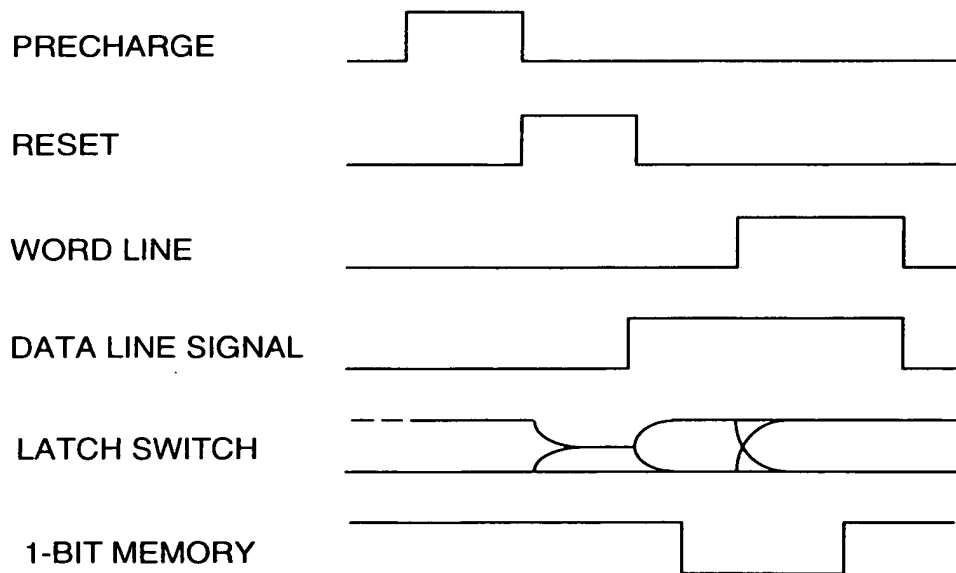 PRECHARGE
RESET
WORD LINE
DATA LINE SIGNAL
LATCH SWITCH
1-BIT MEMORY